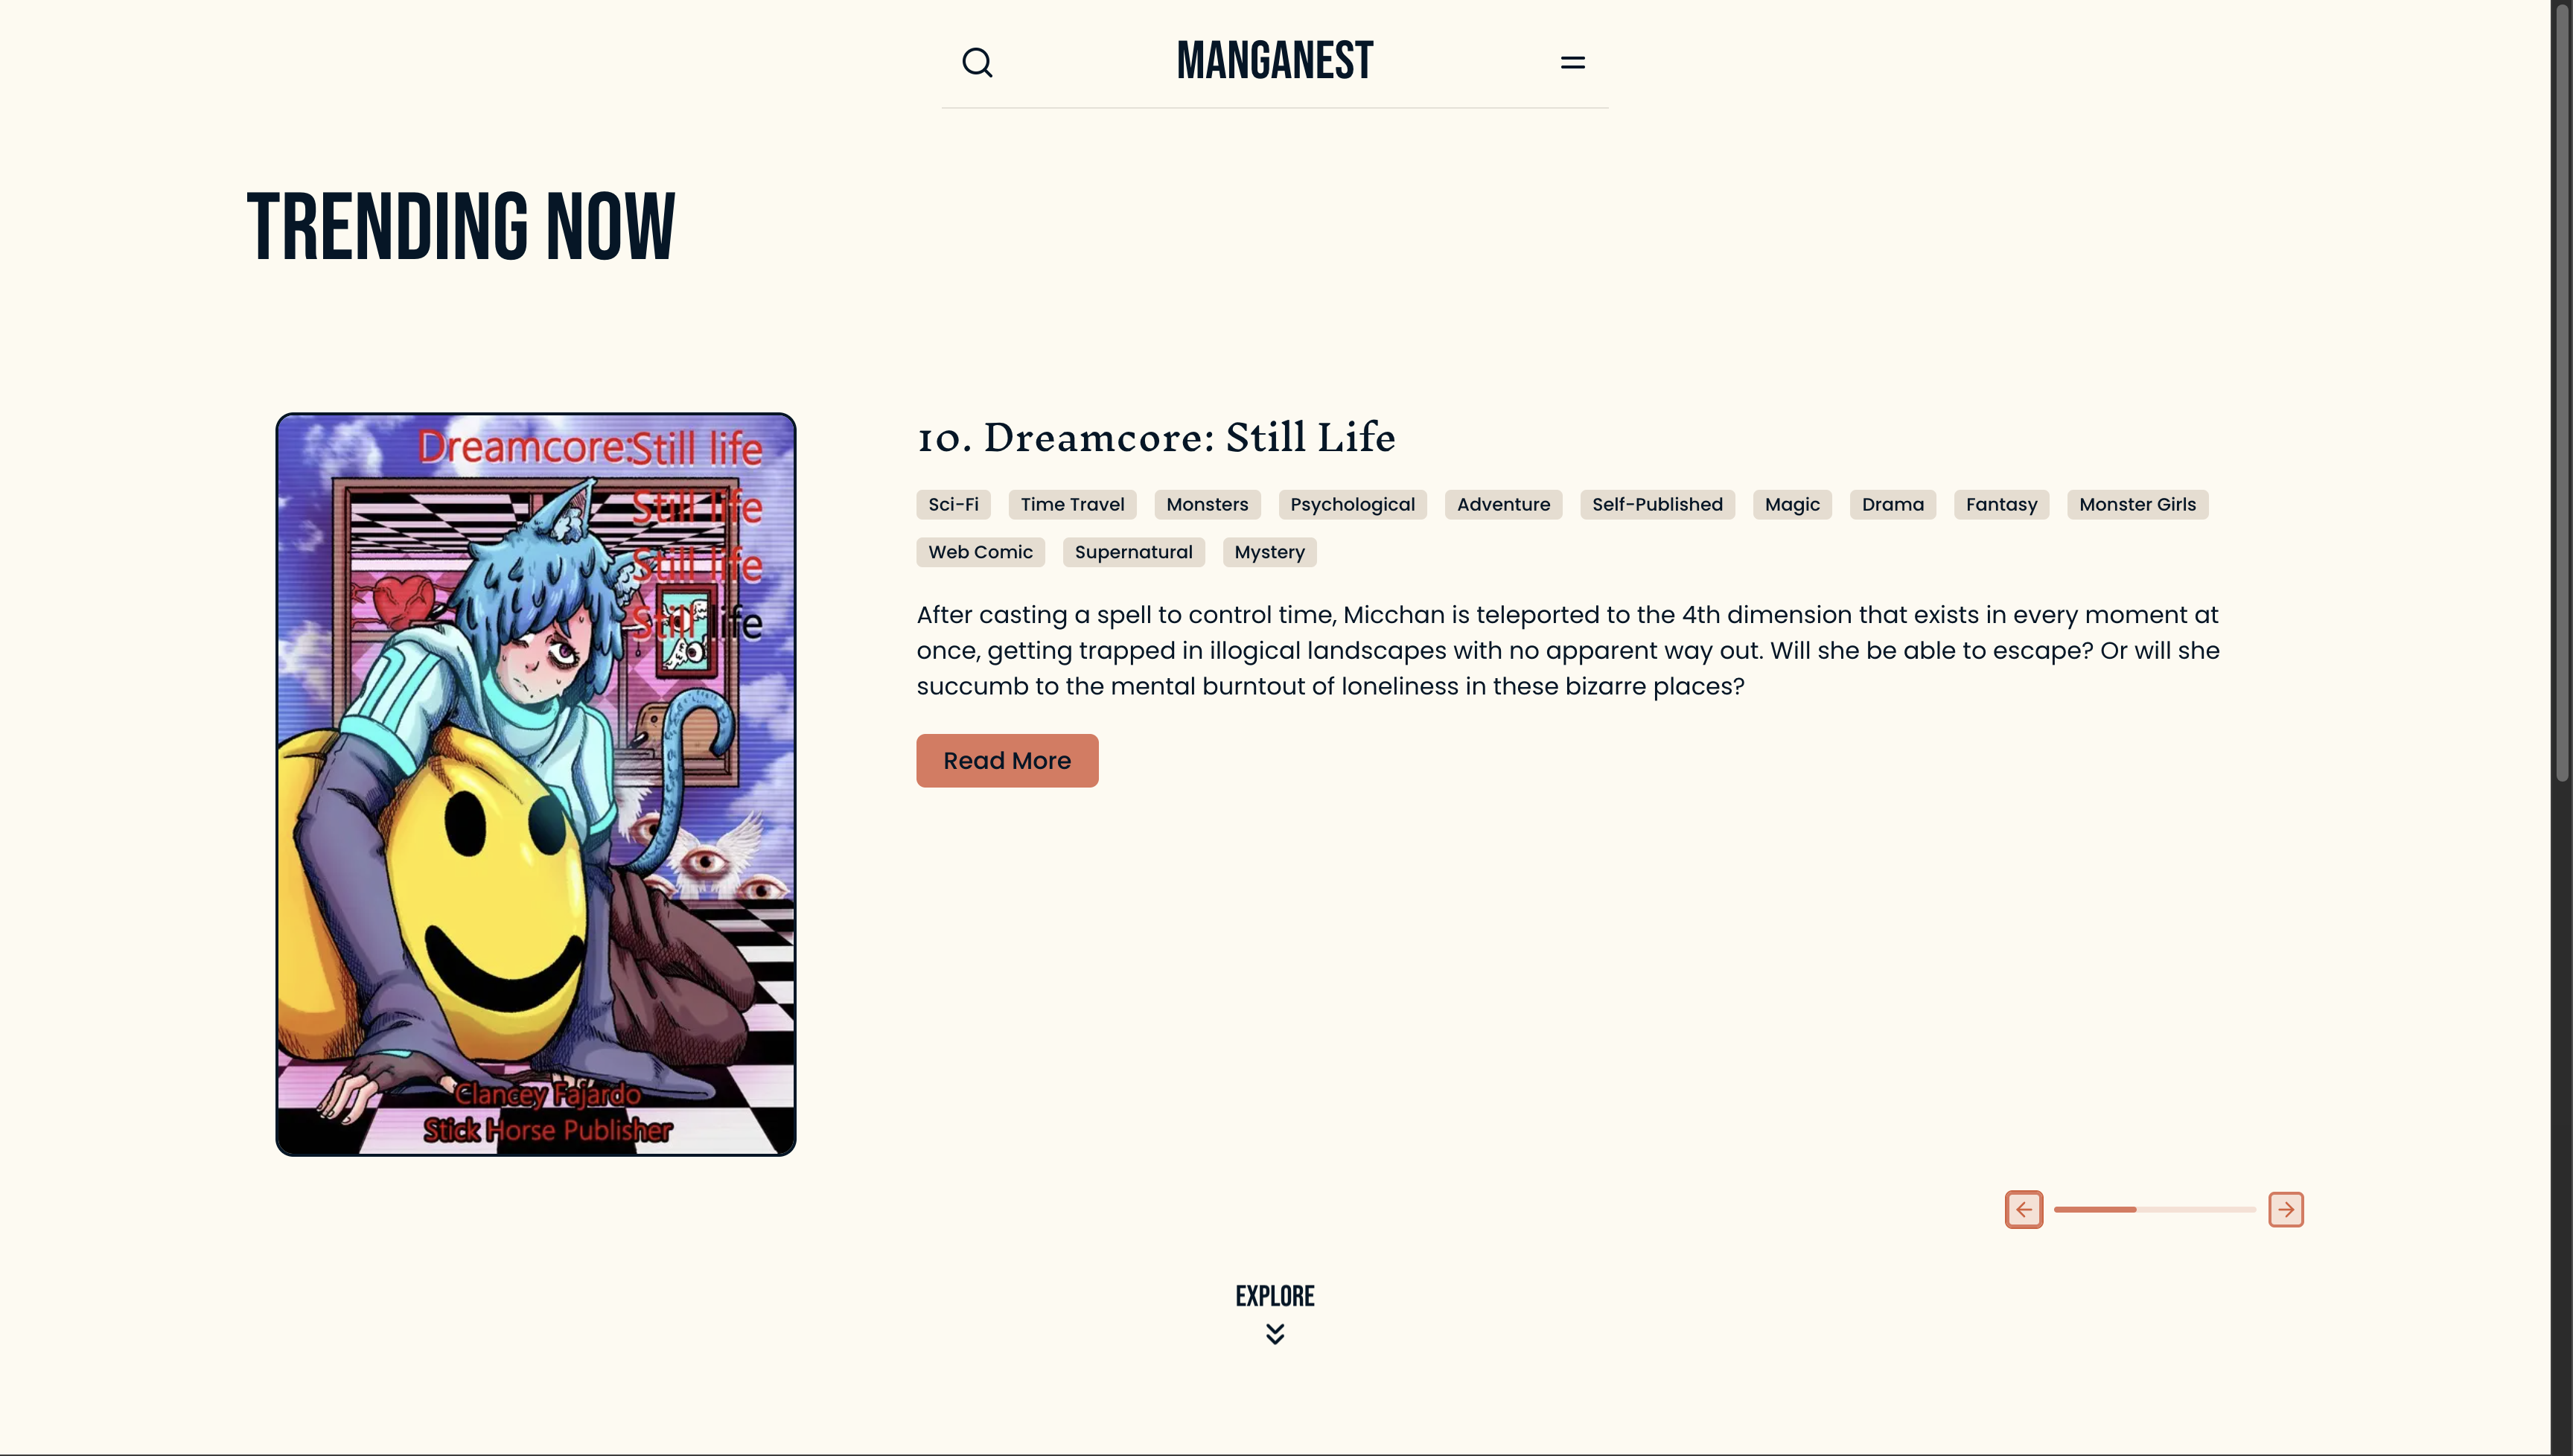 MANGANEST
TRENDING NOW
Dreamcore:Still life
Still life
Still life
Still life
Clancey Fajardo
Stick Horse Publisher
10. Dreamcore: Still Life
Sci-Fi Time Travel Monsters Psychological Adventure Self-Published Magic Drama Fantasy Monster Girls
Web Comic Supernatural Mystery
After casting a spell to control time, Micchan is teleported to the 4th dimension that exists in every moment at
once, getting trapped in illogical landscapes with no apparent way out. Will she be able to escape? Or will she
succumb to the mental burntout of loneliness in these bizarre places?
Read More
EXPLORE